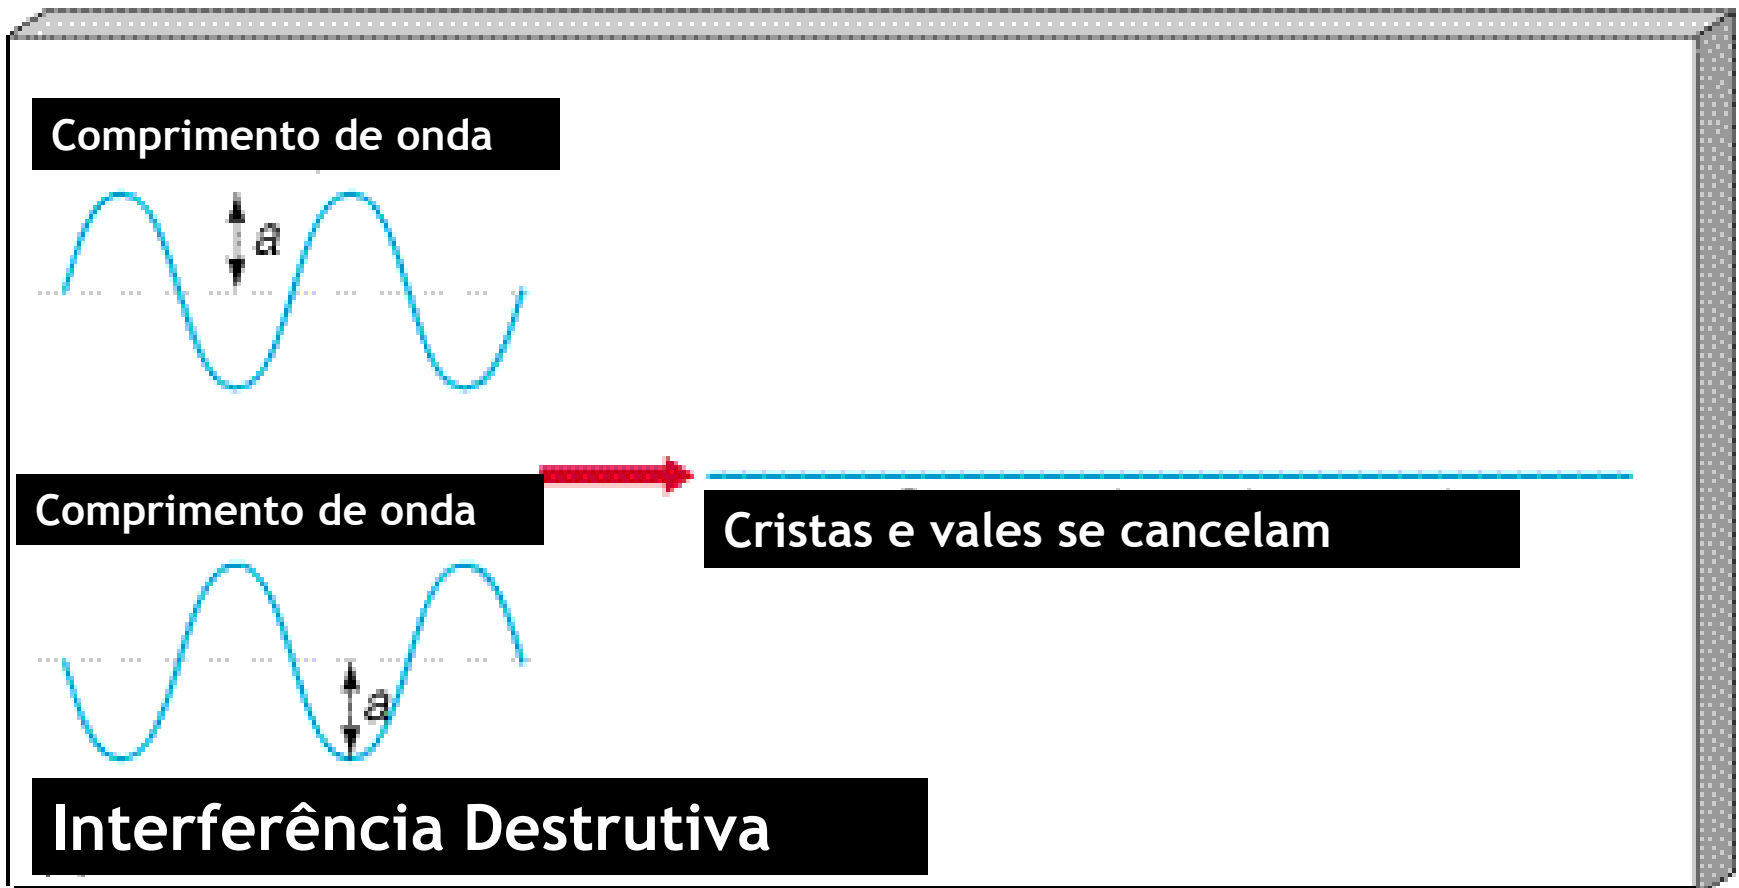 Comprimento de onda
a
Comprimento de onda
Cristas e vales se cancelam
a
Interferência Destrutiva